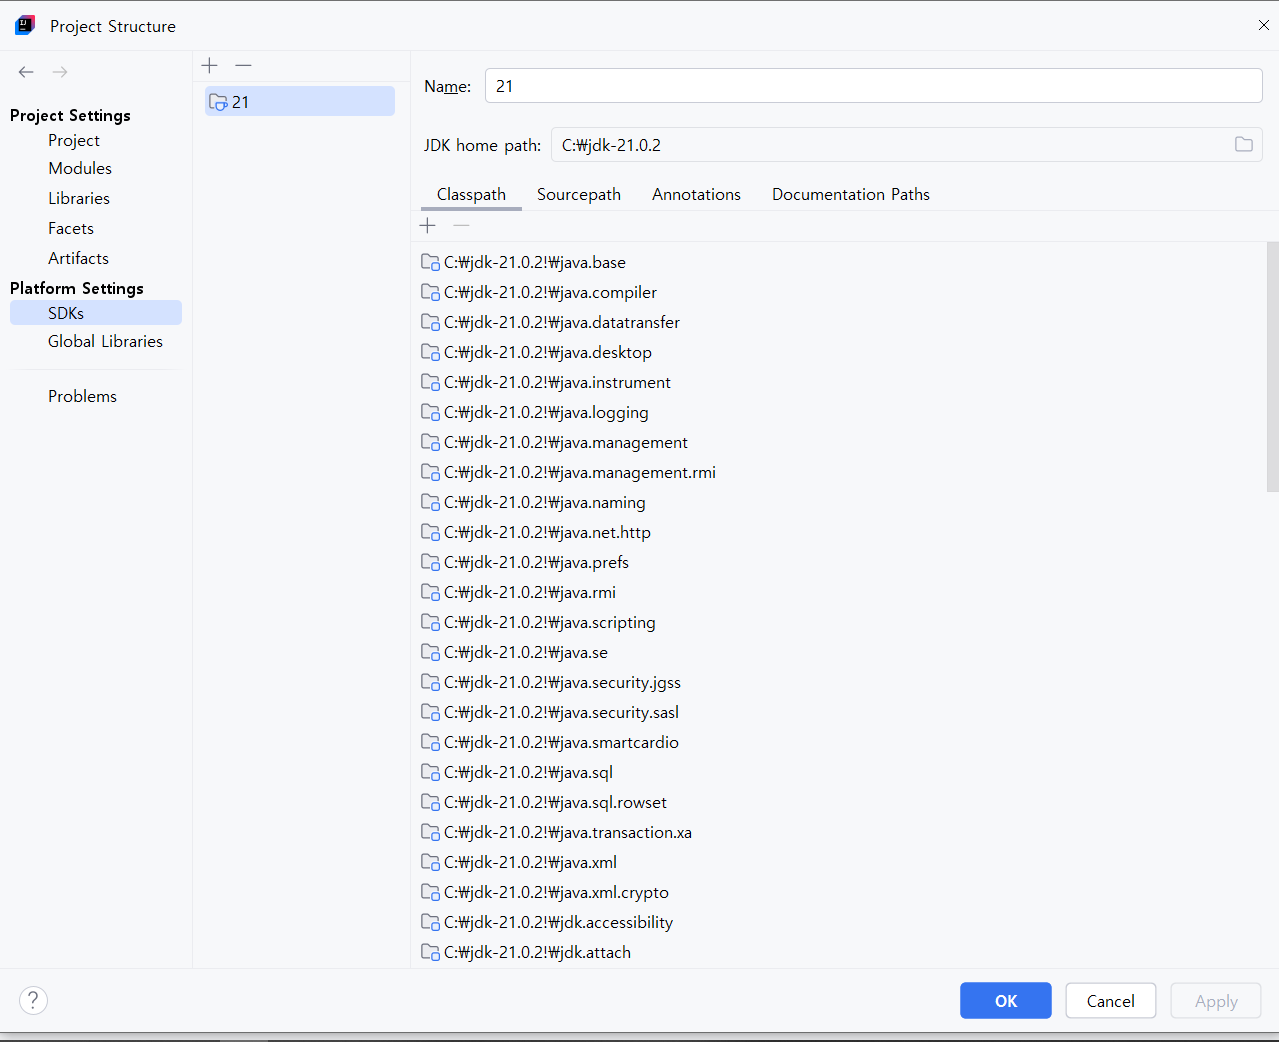 Project Structure
Project Settings
Project
Modules
Libraries
Facets
Artifacts
Platform Settings
SDKs
Global Libraries
Problems
21
Name: 21
JDK home path: C:₩jdk-21.0.2
Classpath Sourcepath Annotations Documentation Paths
C:₩jdk-21.0.2!₩java.base
C:₩jdk-21.0.2!₩java.compiler
C:₩jdk-21.0.2!₩java.datatransfer
C:₩jdk-21.0.2!₩java.desktop
C:₩jdk-21.0.2!₩java.instrument
C:₩jdk-21.0.2!₩java.logging
C:₩jdk-21.0.2!₩java.management
C:₩jdk-21.0.2!₩java.management.rmi
C:₩jdk-21.0.2!₩java.naming
C:₩jdk-21.0.2!₩java.net.http
C:₩jdk-21.0.2!₩java.prefs
C:₩jdk-21.0.2!₩java.rmi
C:₩jdk-21.0.2!₩java.scripting
C:₩jdk-21.0.2!₩java.se
C:₩jdk-21.0.2!₩java.security.jgss
C:₩jdk-21.0.2!₩java.security.sasl
C:₩jdk-21.0.2!₩java.smartcardio
C:₩jdk-21.0.2!₩java.sql
C:₩jdk-21.0.2!₩java.sql.rowset
C:₩jdk-21.0.2!₩java.transaction.xa
C:₩jdk-21.0.2!₩java.xml
C:₩jdk-21.0.2!₩java.xml.crypto
C:₩jdk-21.0.2!₩jdk.accessibility
C:₩jdk-21.0.2!₩jdk.attach
? OK Cancel Apply